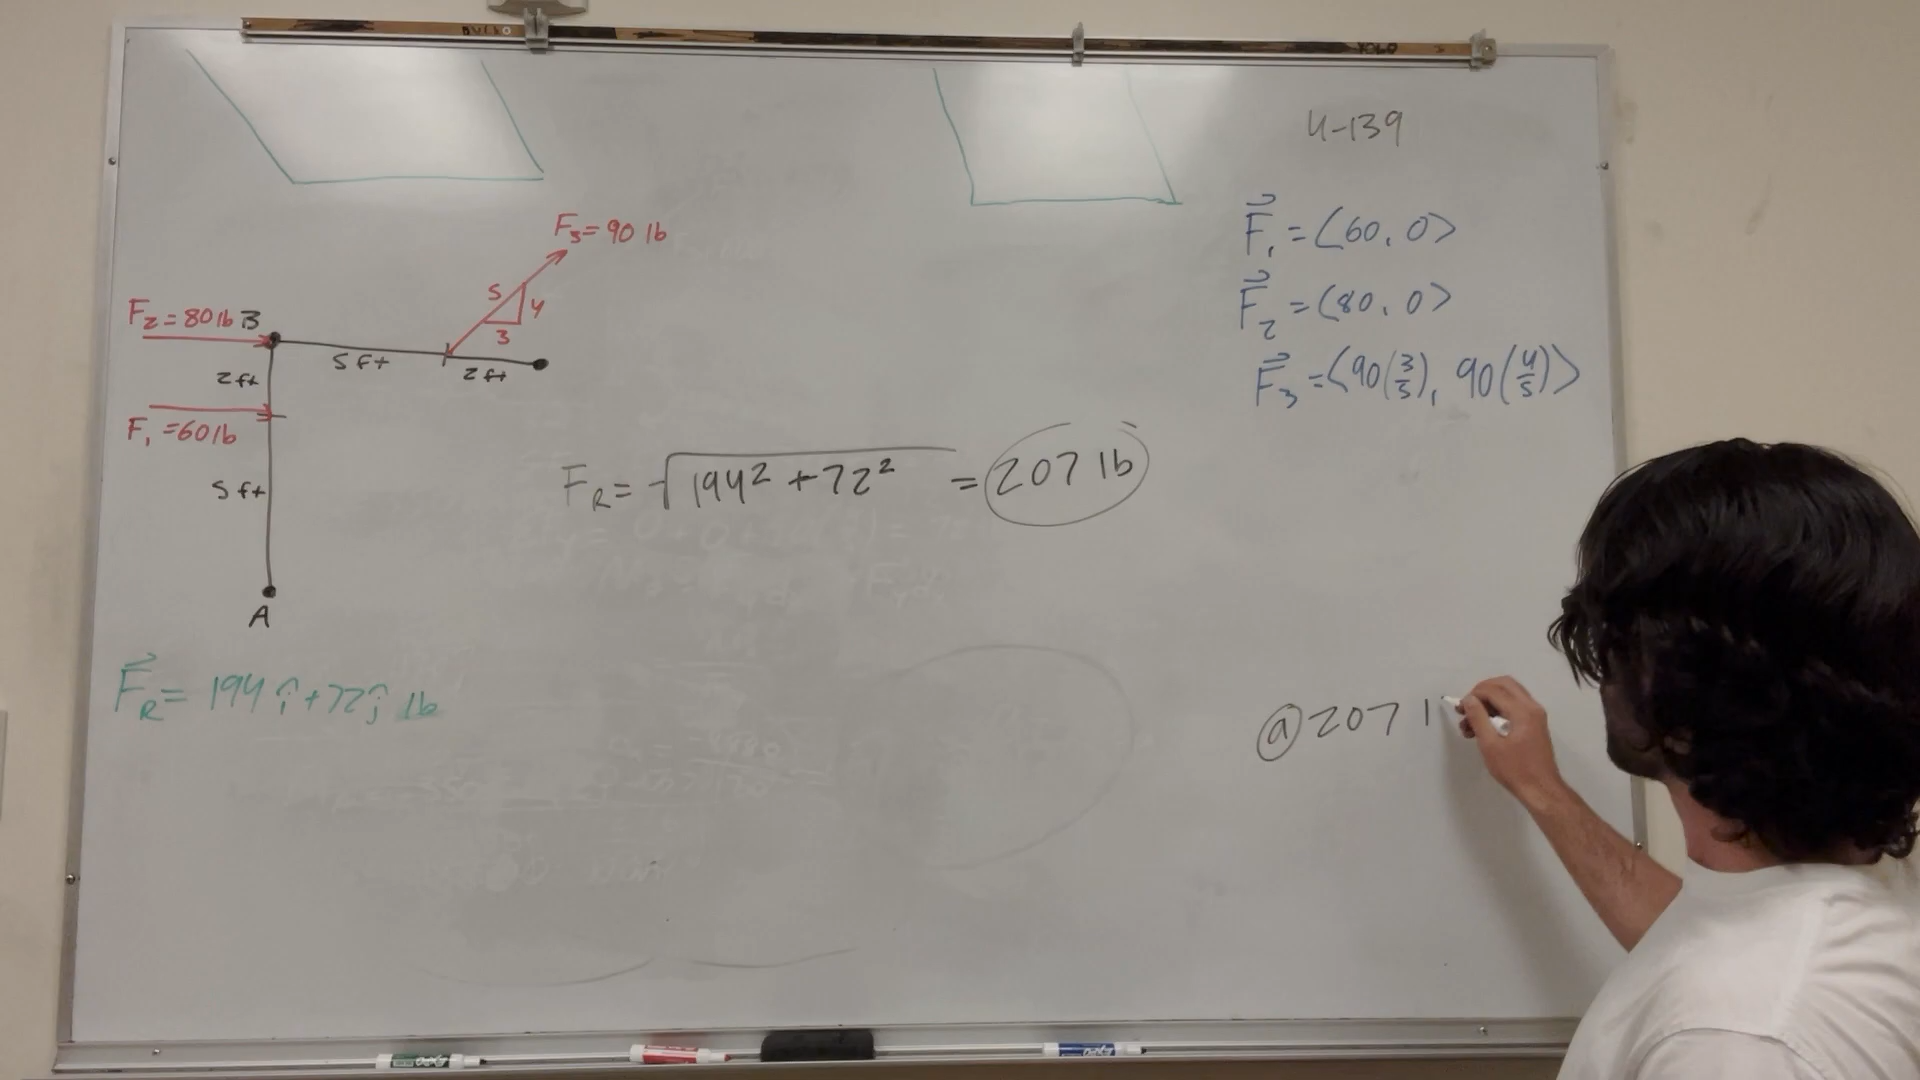 4-139
F₃ = 90 lb
5
4
3
F₂ = 80 lb
B
5 ft
2 ft
2 ft
F₁ = 60 lb
5 ft
A
F⃗₁ = ⟨60, 0⟩
F⃗₂ = ⟨80, 0⟩
F⃗₃ = ⟨90(3/5), 90(4/5)⟩
F_R = √(194² + 72²) = 207 lb
F⃗_R = 194 î + 72 ĵ lb
ⓐ 207 l